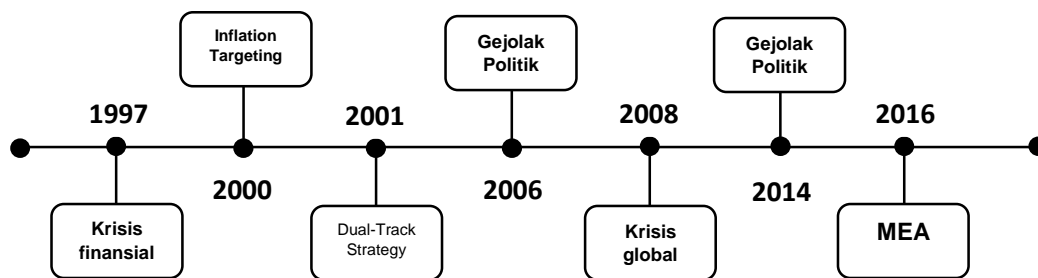 Inflation
Targeting
Gejolak
Politik
Gejolak
Politik
1997
2001
2008
2016
2000
2006
2014
Krisis
finansial
Dual-Track
Strategy
Krisis
global
MEA